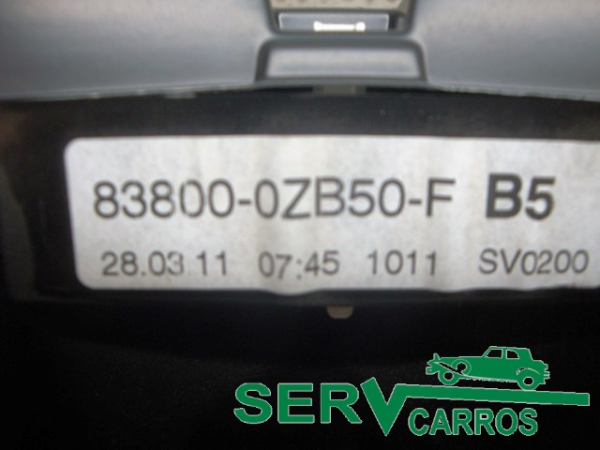 83800-0ZB50-F B5
28.03 11 07:45 1011 SV0200
SERV
CARROS